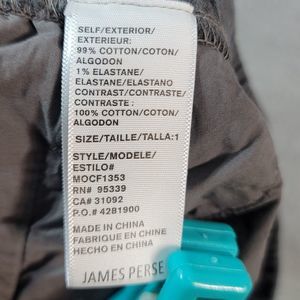 SELF/EXTERIOR/
EXTERIEUR:
99% COTTON/COTON/
ALGODON
1% ELASTANE/
ELASTANE/ELASTANO
CONTRAST/CONTRASTE/
CONTRASTE :
100% COTTON/COTON/
ALGODON
SIZE/TAILLE/TALLA:1
STYLE/MODELE/
ESTILO#
MOCF1353
RN# 95339
CA# 31092
P.O.# 4281900
MADE IN CHINA
FABRIQUE EN CHINE
HECHO EN CHINA
JAMES PERSE